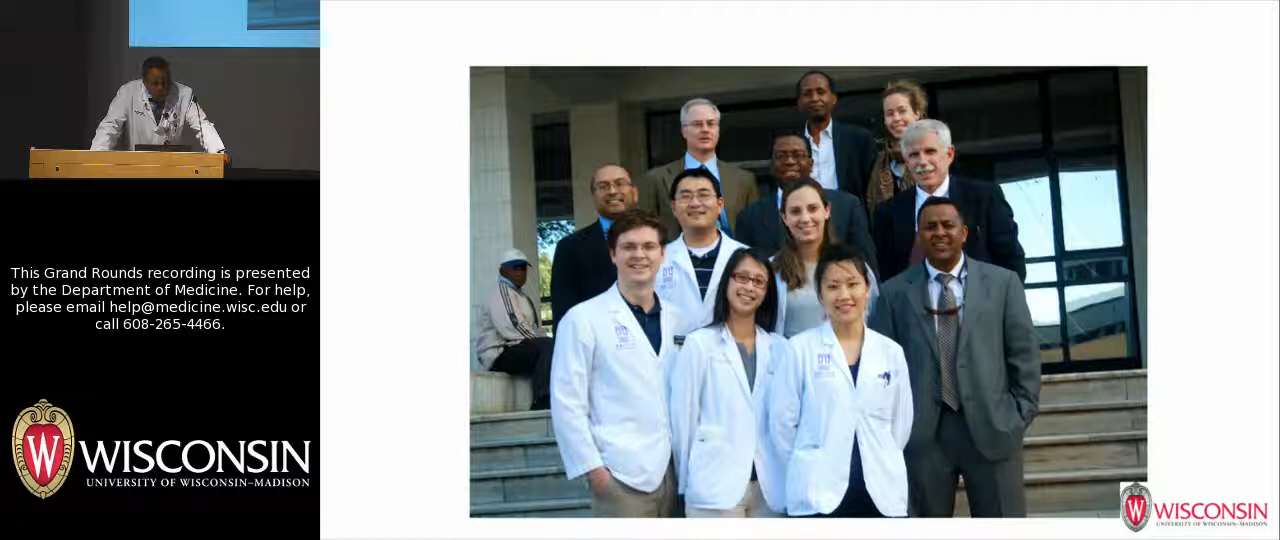 This Grand Rounds recording is presented
by the Department of Medicine. For help,
please email help@medicine.wisc.edu or
call 608-265-4466.
W
WISCONSIN
UNIVERSITY OF WISCONSIN–MADISON
W
WISCONSIN
UNIVERSITY OF WISCONSIN–MADISON